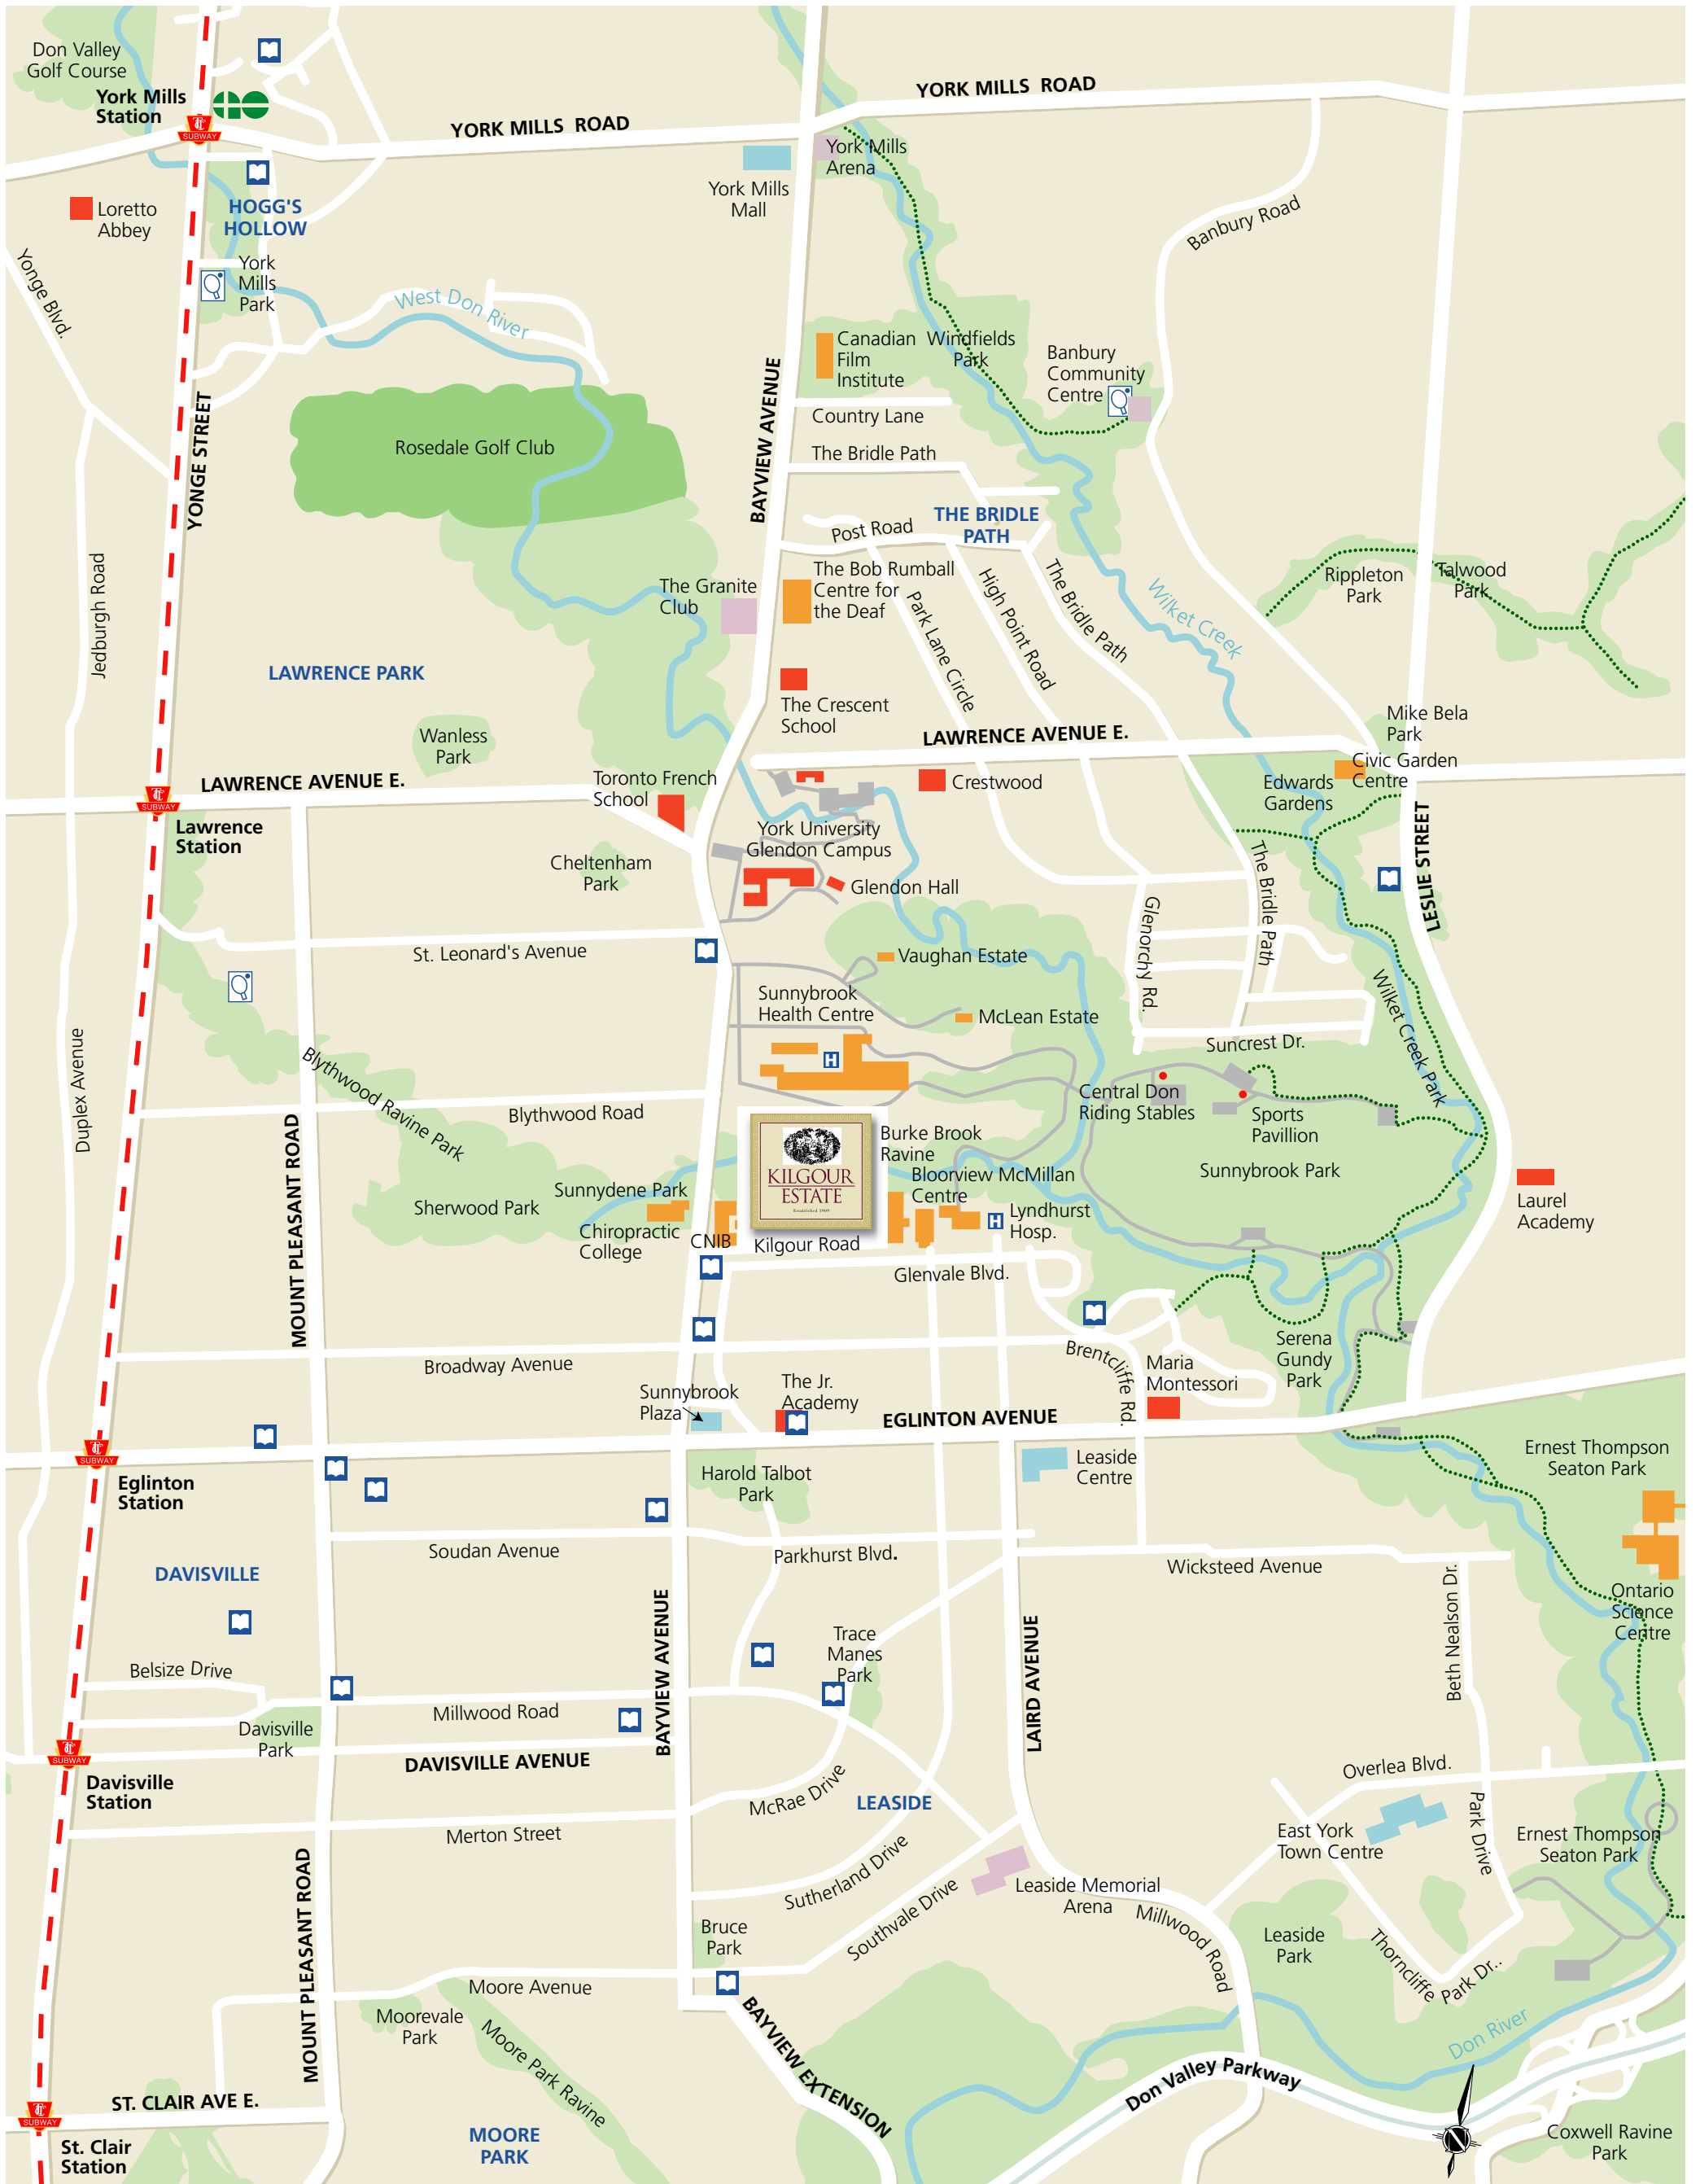 Don Valley
Golf Course
York Mills
Station
SUBWAY
YORK MILLS ROAD
YORK MILLS ROAD
York Mills
Arena
York Mills
Mall
Loretto
Abbey
HOGG'S
HOLLOW
York
Mills
Park
Yonge Blvd.
West Don River
Banbury Road
Canadian
Film
Institute
Windfields
Park
Banbury
Community
Centre
Country Lane
The Bridle Path
BAYVIEW AVENUE
YONGE STREET
Rosedale Golf Club
THE BRIDLE
PATH
Post Road
The Granite
Club
The Bob Rumball
Centre for
the Deaf
Park Lane Circle
High Point Road
The Bridle Path
Wilket Creek
Rippleton
Park
Talwood
Park
Jedburgh Road
LAWRENCE PARK
The Crescent
School
Wanless
Park
Mike Bela
Park
LAWRENCE AVENUE E.
LAWRENCE AVENUE E.
Civic Garden
Centre
Edwards
Gardens
Toronto French
School
Crestwood
SUBWAY
Lawrence
Station
York University
Glendon Campus
Cheltenham
Park
Glendon Hall
LESLIE STREET
The Bridle Path
Glenorchy Rd.
St. Leonard's Avenue
Vaughan Estate
Sunnybrook
Health Centre
H
McLean Estate
Wilket Creek Park
Suncrest Dr.
Duplex Avenue
Blythwood Ravine Park
Blythwood Road
Central Don
Riding Stables
Sports
Pavillion
MOUNT PLEASANT ROAD
KILGOUR
ESTATE
Established 1909
Burke Brook
Ravine
Bloorview McMillan
Centre
Sunnybrook Park
Sunnydene Park
Sherwood Park
Chiropractic
College
CNIB
Kilgour Road
H
Lyndhurst
Hosp.
Laurel
Academy
Glenvale Blvd.
Broadway Avenue
Brentcliffe Rd.
Serena
Gundy
Park
Maria
Montessori
Sunnybrook
Plaza
The Jr.
Academy
EGLINTON AVENUE
SUBWAY
Eglinton
Station
Harold Talbot
Park
Leaside
Centre
Ernest Thompson
Seaton Park
Soudan Avenue
Parkhurst Blvd.
Wicksteed Avenue
DAVISVILLE
Ontario
Science
Centre
Beth Nealson Dr.
BAYVIEW AVENUE
LAIRD AVENUE
Trace
Manes
Park
Belsize Drive
Millwood Road
Davisville
Park
DAVISVILLE AVENUE
SUBWAY
Davisville
Station
McRae Drive
LEASIDE
Overlea Blvd.
Park Drive
East York
Town Centre
Ernest Thompson
Seaton Park
Merton Street
Sutherland Drive
Southvale Drive
Leaside Memorial
Arena
Millwood Road
MOUNT PLEASANT ROAD
Bruce
Park
Leaside
Park
Thorncliffe
Park Dr..
Moore Avenue
Moorevale
Park
Moore Park Ravine
BAYVIEW EXTENSION
Don River
Don Valley Parkway
ST. CLAIR AVE E.
SUBWAY
St. Clair
Station
MOORE
PARK
N
Coxwell Ravine
Park